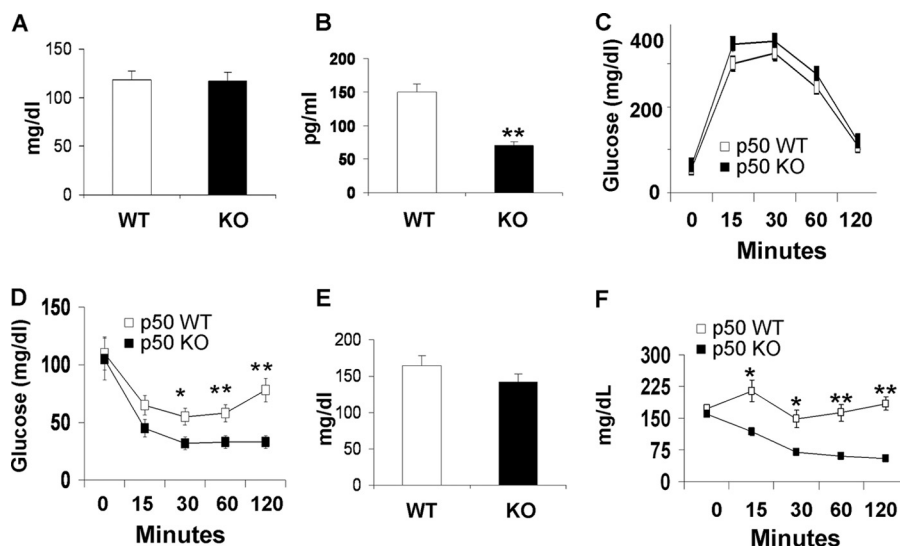 A
mg/dl
150
100
50
0
WT KO
B
pg/ml
200
150
100
50
0
**
WT KO
C
Glucose (mg/dl)
400
200
0
p50 WT
p50 KO
0 15 30 60 120
Minutes
D
Glucose (mg/dl)
150
100
50
0
p50 WT
p50 KO
* ** **
0 15 30 60 120
Minutes
E
mg/dl
200
150
100
50
0
WT KO
F
mg/dL
300
225
150
75
0
p50 WT
p50 KO
* * ** **
0 15 30 60 120
Minutes